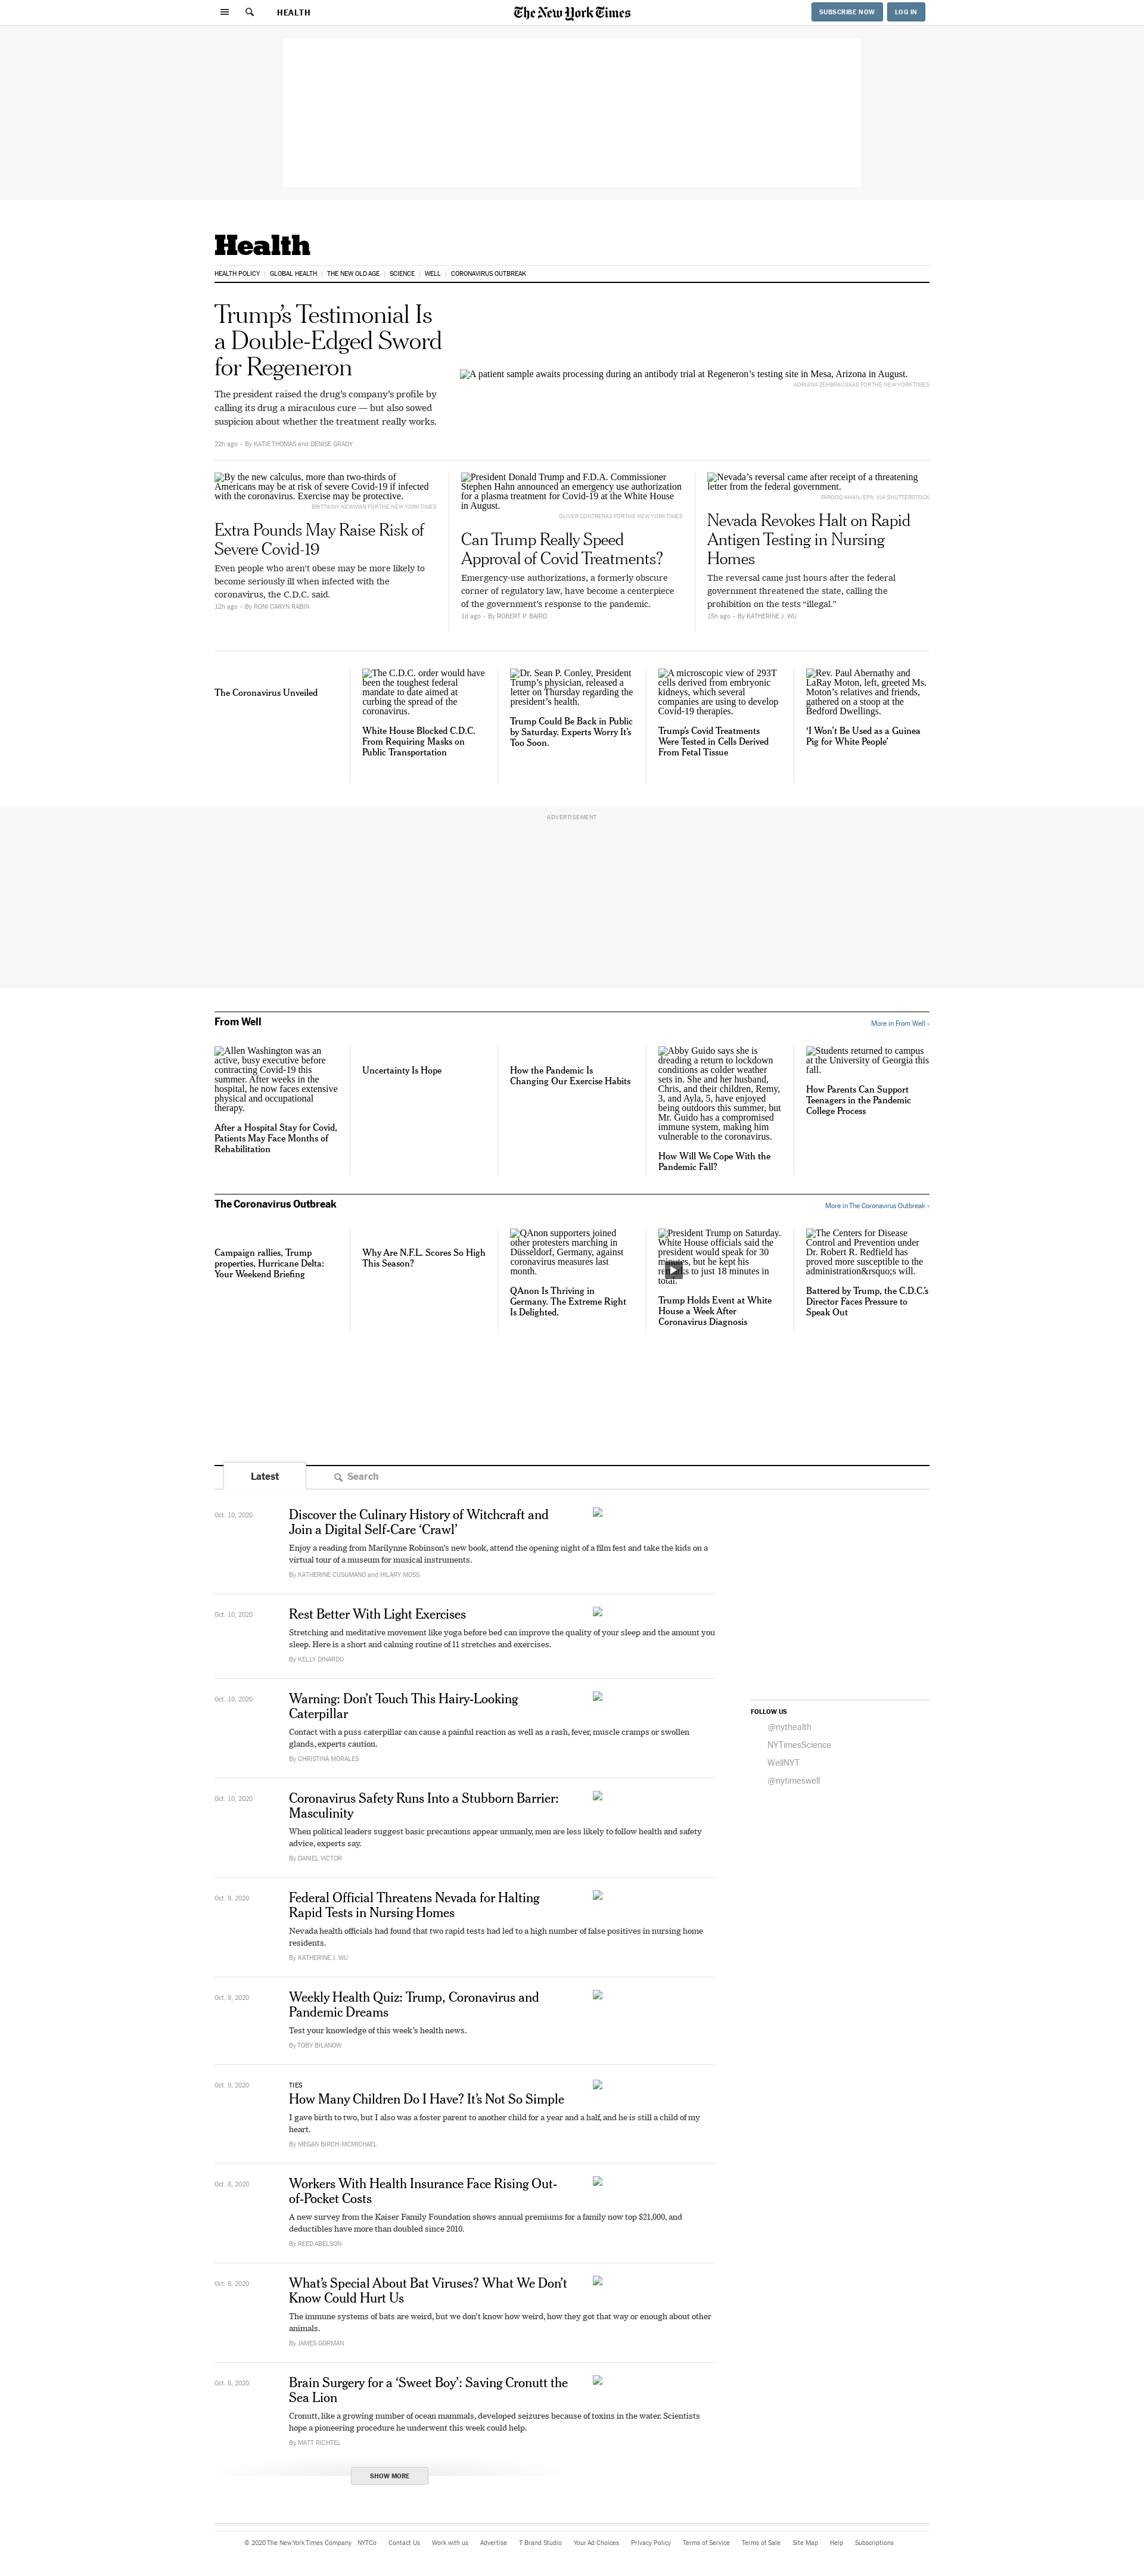 HEALTH
The New York Times
SUBSCRIBE NOW
LOG IN
Health
HEALTH POLICY
GLOBAL HEALTH
THE NEW OLD AGE
SCIENCE
WELL
CORONAVIRUS OUTBREAK
Trump’s Testimonial Is
a Double-Edged Sword
for Regeneron
The president raised the drug’s company’s profile by
calling its drug a miraculous cure — but also sowed
suspicion about whether the treatment really works.
22h ago • By KATIE THOMAS and DENISE GRADY
A patient sample awaits processing during an antibody trial at Regeneron’s testing site in Mesa, Arizona in August.
ADRIANA ZEHBRAUSKAS FOR THE NEW YORK TIMES
By the new calculus, more than two-thirds of
Americans may be at risk of severe Covid-19 if infected
with the coronavirus. Exercise may be protective.
BRITTAINY NEWMAN FOR THE NEW YORK TIMES
Extra Pounds May Raise Risk of
Severe Covid-19
Even people who aren’t obese may be more likely to
become seriously ill when infected with the
coronavirus, the C.D.C. said.
12h ago • By RONI CARYN RABIN
President Donald Trump and F.D.A. Commissioner
Stephen Hahn announced an emergency use authorization
for a plasma treatment for Covid-19 at the White House
in August.
OLIVER CONTRERAS FOR THE NEW YORK TIMES
Can Trump Really Speed
Approval of Covid Treatments?
Emergency-use authorizations, a formerly obscure
corner of regulatory law, have become a centerpiece
of the government’s response to the pandemic.
1d ago • By ROBERT P. BAIRD
Nevada’s reversal came after receipt of a threatening
letter from the federal government.
FAROOQ KHAN/EPA, VIA SHUTTERSTOCK
Nevada Revokes Halt on Rapid
Antigen Testing in Nursing
Homes
The reversal came just hours after the federal
government threatened the state, calling the
prohibition on the tests “illegal.”
15h ago • By KATHERINE J. WU
The Coronavirus Unveiled
The C.D.C. order would have
been the toughest federal
mandate to date aimed at
curbing the spread of the
coronavirus.
White House Blocked C.D.C.
From Requiring Masks on
Public Transportation
Dr. Sean P. Conley, President
Trump’s physician, released a
letter on Thursday regarding the
president’s health.
Trump Could Be Back in Public
by Saturday. Experts Worry It’s
Too Soon.
A microscopic view of 293T
cells derived from embryonic
kidneys, which several
companies are using to develop
Covid-19 therapies.
Trump’s Covid Treatments
Were Tested in Cells Derived
From Fetal Tissue
Rev. Paul Abernathy and
LaRay Moton, left, greeted Ms.
Moton’s relatives and friends,
gathered on a stoop at the
Bedford Dwellings.
‘I Won’t Be Used as a Guinea
Pig for White People’
ADVERTISEMENT
From Well
More in From Well ›
Allen Washington was an
active, busy executive before
contracting Covid-19 this
summer. After weeks in the
hospital, he now faces extensive
physical and occupational
therapy.
After a Hospital Stay for Covid,
Patients May Face Months of
Rehabilitation
Uncertainty Is Hope
How the Pandemic Is
Changing Our Exercise Habits
Abby Guido says she is
dreading a return to lockdown
conditions as colder weather
sets in. She and her husband,
Chris, and their children, Remy,
3, and Ayla, 5, have enjoyed
being outdoors this summer, but
Mr. Guido has a compromised
immune system, making him
vulnerable to the coronavirus.
How Will We Cope With the
Pandemic Fall?
Students returned to campus
at the University of Georgia this
fall.
How Parents Can Support
Teenagers in the Pandemic
College Process
The Coronavirus Outbreak
More in The Coronavirus Outbreak ›
Campaign rallies, Trump
properties, Hurricane Delta:
Your Weekend Briefing
Why Are N.F.L. Scores So High
This Season?
QAnon supporters joined
other protesters marching in
Düsseldorf, Germany, against
coronavirus measures last
month.
QAnon Is Thriving in
Germany. The Extreme Right
Is Delighted.
President Trump on Saturday.
White House officials said the
president would speak for 30
minutes, but he kept his
remarks to just 18 minutes in
total.
Trump Holds Event at White
House a Week After
Coronavirus Diagnosis
The Centers for Disease
Control and Prevention under
Dr. Robert R. Redfield has
proved more susceptible to the
administration&rsquo;s will.
Battered by Trump, the C.D.C.’s
Director Faces Pressure to
Speak Out
Latest
Search
Oct. 10, 2020
Discover the Culinary History of Witchcraft and
Join a Digital Self-Care ‘Crawl’
Enjoy a reading from Marilynne Robinson’s new book, attend the opening night of a film fest and take the kids on a
virtual tour of a museum for musical instruments.
By KATHERINE CUSUMANO and HILARY MOSS
Oct. 10, 2020
Rest Better With Light Exercises
Stretching and meditative movement like yoga before bed can improve the quality of your sleep and the amount you
sleep. Here is a short and calming routine of 11 stretches and exercises.
By KELLY DINARDO
Oct. 10, 2020
Warning: Don’t Touch This Hairy-Looking
Caterpillar
Contact with a puss caterpillar can cause a painful reaction as well as a rash, fever, muscle cramps or swollen
glands, experts caution.
By CHRISTINA MORALES
Oct. 10, 2020
Coronavirus Safety Runs Into a Stubborn Barrier:
Masculinity
When political leaders suggest basic precautions appear unmanly, men are less likely to follow health and safety
advice, experts say.
By DANIEL VICTOR
Oct. 9, 2020
Federal Official Threatens Nevada for Halting
Rapid Tests in Nursing Homes
Nevada health officials had found that two rapid tests had led to a high number of false positives in nursing home
residents.
By KATHERINE J. WU
Oct. 9, 2020
Weekly Health Quiz: Trump, Coronavirus and
Pandemic Dreams
Test your knowledge of this week’s health news.
By TOBY BILANOW
Oct. 9, 2020
TIES
How Many Children Do I Have? It’s Not So Simple
I gave birth to two, but I also was a foster parent to another child for a year and a half, and he is still a child of my
heart.
By MEGAN BIRCH-MCMICHAEL
Oct. 8, 2020
Workers With Health Insurance Face Rising Out-
of-Pocket Costs
A new survey from the Kaiser Family Foundation shows annual premiums for a family now top $21,000, and
deductibles have more than doubled since 2010.
By REED ABELSON
Oct. 8, 2020
What’s Special About Bat Viruses? What We Don’t
Know Could Hurt Us
The immune systems of bats are weird, but we don’t know how weird, how they got that way or enough about other
animals.
By JAMES GORMAN
Oct. 8, 2020
Brain Surgery for a ‘Sweet Boy’: Saving Cronutt the
Sea Lion
Cronutt, like a growing number of ocean mammals, developed seizures because of toxins in the water. Scientists
hope a pioneering procedure he underwent this week could help.
By MATT RICHTEL
SHOW MORE
FOLLOW US
@nythealth
NYTimesScience
WellNYT
@nytimeswell
© 2020 The New York Times Company NYTCo Contact Us Work with us Advertise T Brand Studio Your Ad Choices Privacy Policy Terms of Service Terms of Sale Site Map Help Subscriptions